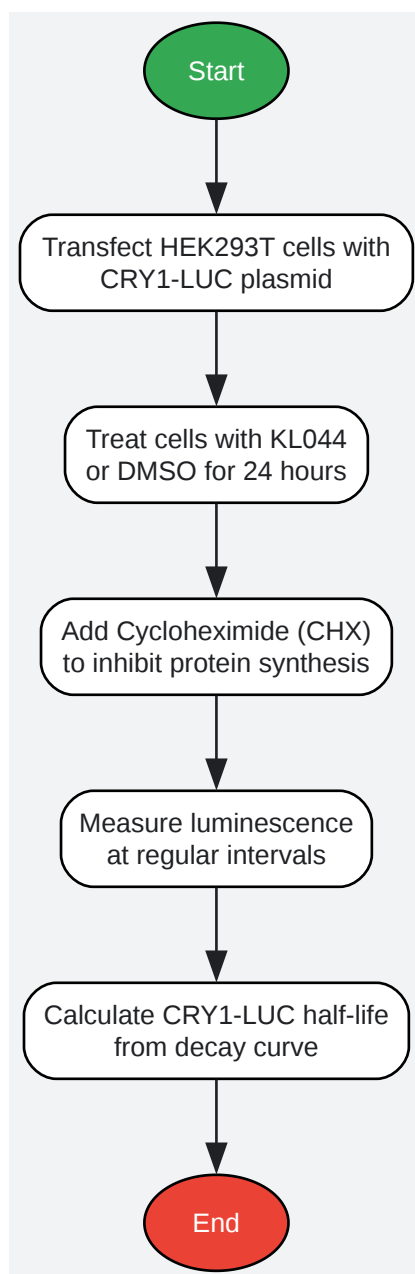 Start
Transfect HEK293T cells with
CRY1-LUC plasmid
Treat cells with KL044
or DMSO for 24 hours
Add Cycloheximide (CHX)
to inhibit protein synthesis
Measure luminescence
at regular intervals
Calculate CRY1-LUC half-life
from decay curve
End